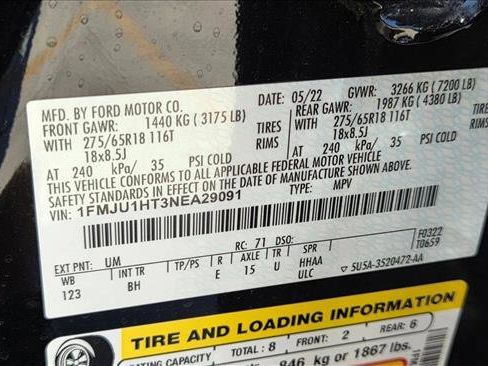 MFD. BY FORD MOTOR CO.
DATE: 05/22 GVWR: 3266 KG ( 7200 LB)
FRONT GAWR: 1440 KG ( 3175 LB) REAR GAWR: 1987 KG ( 4380 LB)
WITH 275/65R18 116T TIRES WITH 275/65R18 116T TIRES
18x8.5J RIMS 18x8.5J RIMS
AT 240 kPa/ 35 PSI COLD AT 240 kPa/ 35 PSI COLD
THIS VEHICLE CONFORMS TO ALL APPLICABLE FEDERAL MOTOR VEHICLE
SAFETY STANDARDS IN EFFECT ON THE DATE OF MANUFACTURE SHOWN ABOVE.
VIN: 1FMJU1HT3NEA29091
TYPE: MPV
F0322
T0659
EXT PNT: UM RC: 71 DSO:
WB INT TR TP/PS R AXLE TR SPR
123 BH E 15 U HHAA
ULC 5U5A-3520472-AA
TIRE AND LOADING INFORMATION
SEATING CAPACITY TOTAL : 8 FRONT: 2 REAR: 6
846 kg or 1867 lbs.